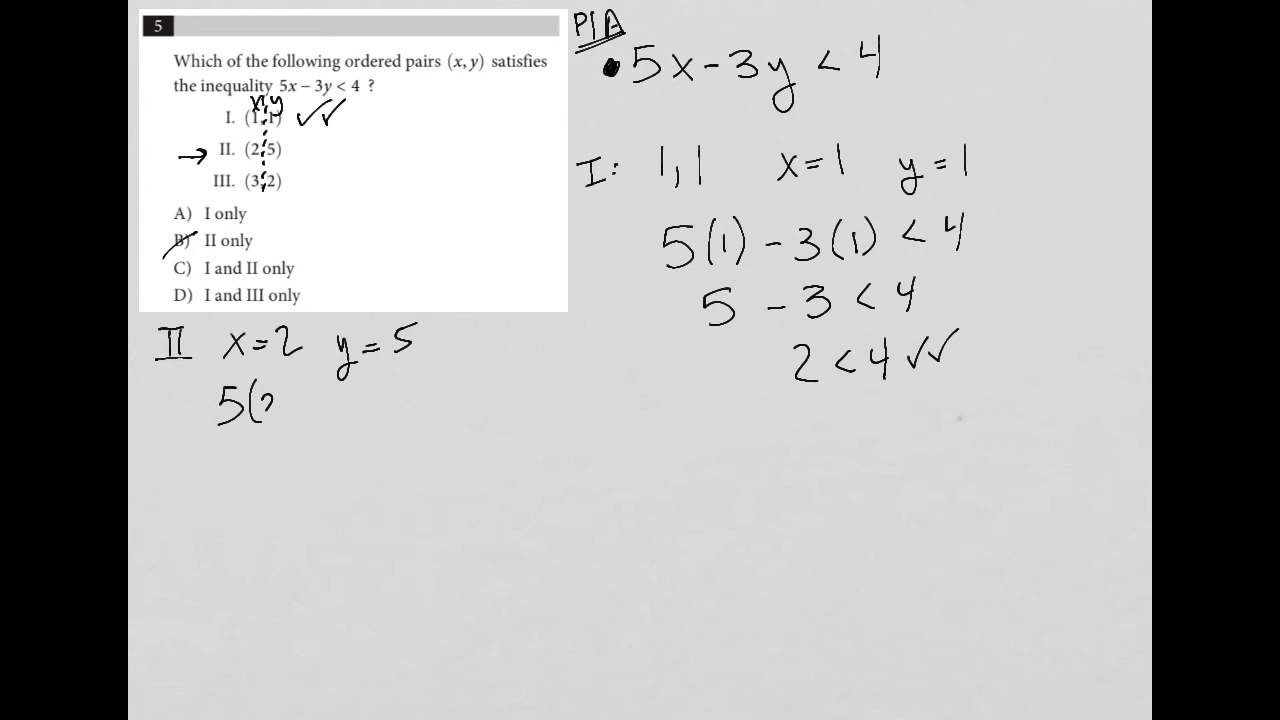 5
Which of the following ordered pairs (x, y) satisfies
the inequality 5x − 3y < 4 ?
x, y
I. (1, 1) ✓✓
→ II. (2, 5)
III. (3, 2)
A) I only
B) II only
C) I and II only
D) I and III only
PIA
• 5x - 3y < 4
I: 1, 1 x = 1 y = 1
5(1) - 3(1) < 4
5 - 3 < 4
2 < 4 ✓✓
II x = 2 y = 5
5(